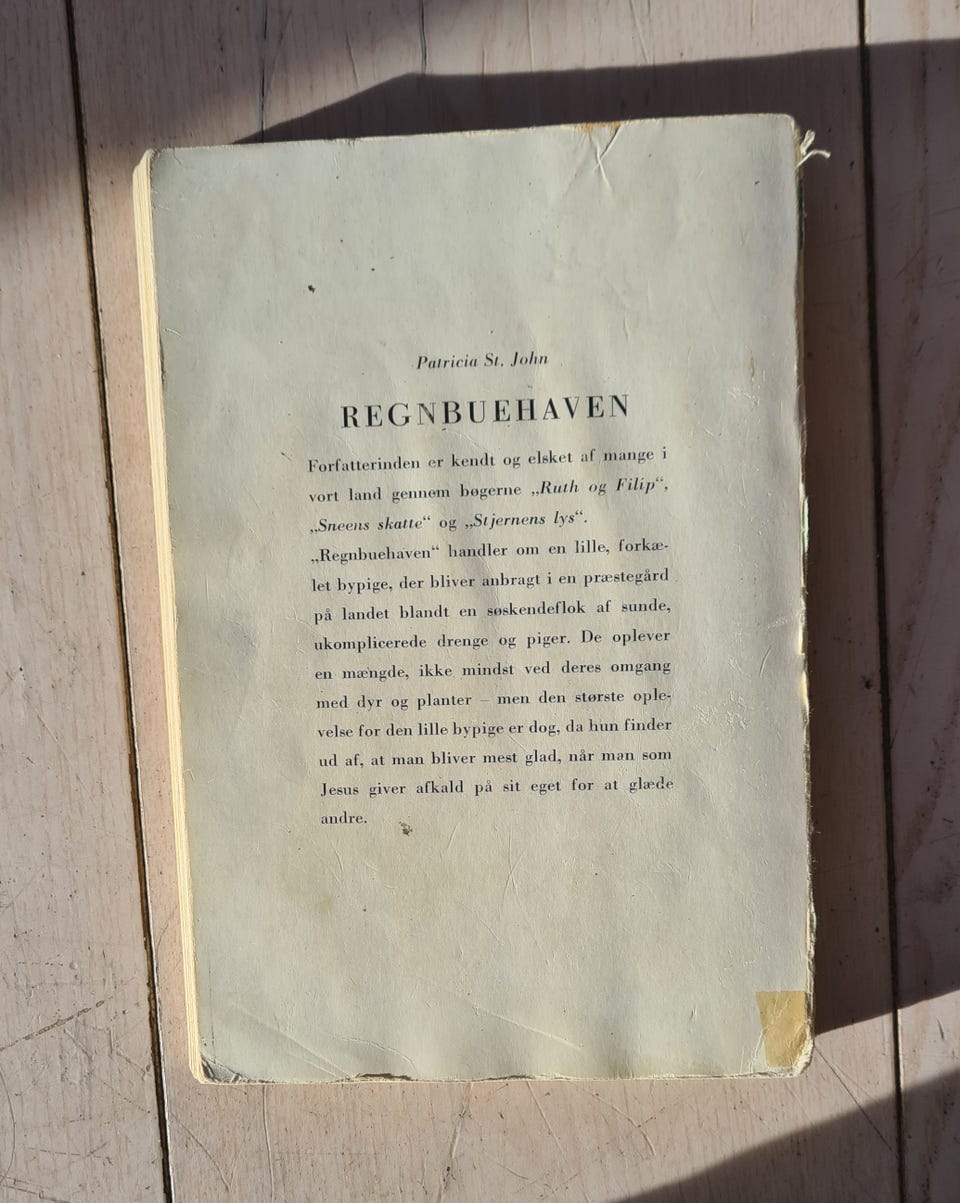 Patricia St. John
REGNBUEHAVEN
Forfatterinden er kendt og elsket af mange i
vort land gennem bøgerne „Ruth og Filip“,
„Sneens skatte“ og „Stjernens lys“.
„Regnbuehaven“ handler om en lille, forkæ-
let bypige, der bliver anbragt i en præstegård
på landet blandt en søskendeflok af sunde,
ukomplicerede drenge og piger. De oplever
en mængde, ikke mindst ved deres omgang
med dyr og planter – men den største ople-
velse for den lille bypige er dog, da hun finder
ud af, at man bliver mest glad, når man som
Jesus giver afkald på sit eget for at glæde
andre.